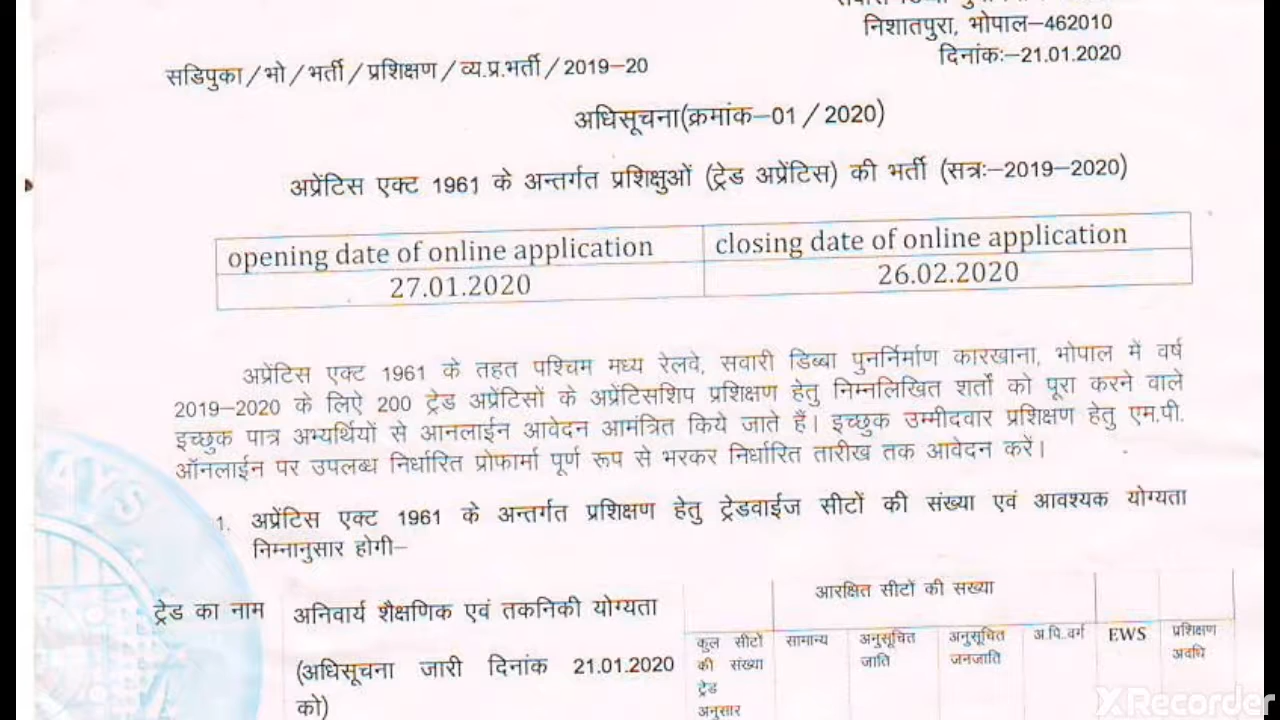 निशातपुरा, भोपाल–462010
दिनांकः–21.01.2020
सडिपुका/भो/भर्ती/प्रशिक्षण/व्य.प्र.भर्ती/2019–20
अधिसूचना(क्रमांक–01/2020)
अप्रेंटिस एक्ट 1961 के अन्तर्गत प्रशिक्षुओं (ट्रेड अप्रेंटिस) की भर्ती (सत्रः–2019–2020)
opening date of online application closing date of online application
27.01.2020 26.02.2020
अप्रेंटिस एक्ट 1961 के तहत पश्चिम मध्य रेलवे, सवारी डिब्बा पुनर्निर्माण कारखाना, भोपाल में वर्ष
2019–2020 के लिऐ 200 ट्रेड अप्रेंटिसों के अप्रेंटिसशिप प्रशिक्षण हेतु निम्नलिखित शर्तो को पूरा करने वाले
इच्छुक पात्र अभ्यर्थियों से आनलाईन आवेदन आमंत्रित किये जाते हैं। इच्छुक उम्मीदवार प्रशिक्षण हेतु एम.पी.
ऑनलाईन पर उपलब्ध निर्धारित प्रोफार्मा पूर्ण रूप से भरकर निर्धारित तारीख तक आवेदन करें।
1. अप्रेंटिस एक्ट 1961 के अन्तर्गत प्रशिक्षण हेतु ट्रेडवाईज सीटों की संख्या एवं आवश्यक योग्यता
निम्नानुसार होगी–
ट्रेड का नाम अनिवार्य शैक्षणिक एवं तकनिकी योग्यता आरक्षित सीटों की सख्या
कुल सीटों सामान्य अनुसूचित अनुसूचित अ.पि.वर्ग EWS प्रशिक्षण
(अधिसूचना जारी दिनांक 21.01.2020 की संख्या जाति जनजाति अवधि
ट्रेड
को) अनुसार
XRecorder